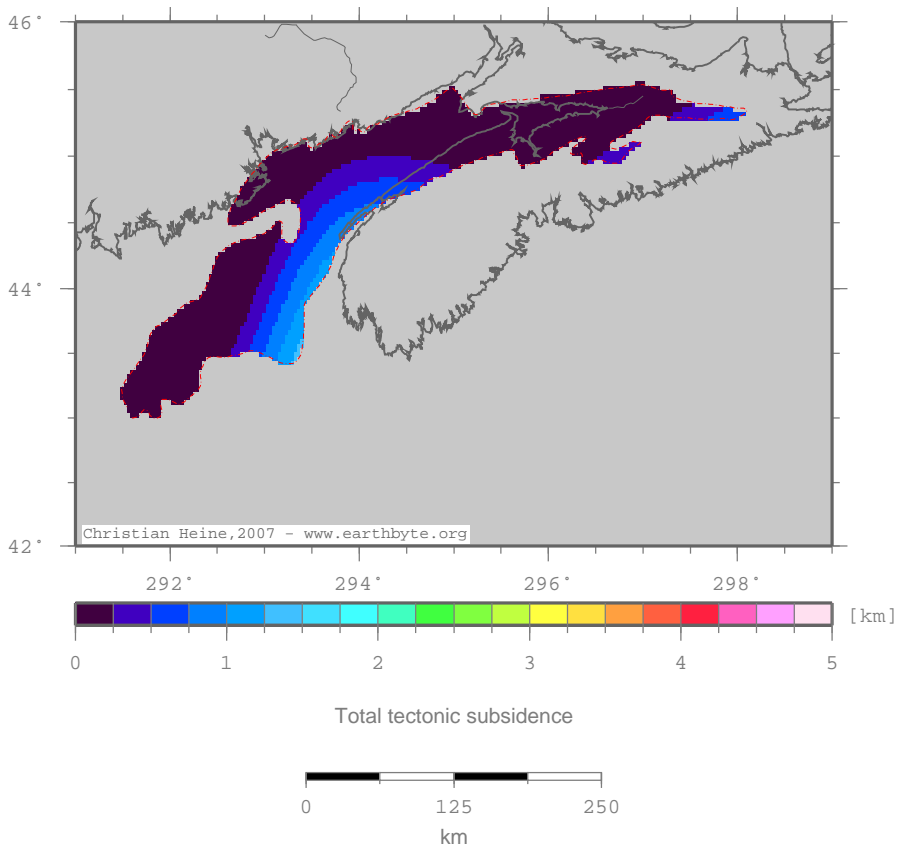 46°
44°
42°
Christian Heine,2007 - www.earthbyte.org
292° 294° 296° 298°
[km]
0 1 2 3 4 5
Total tectonic subsidence
0 125 250
km